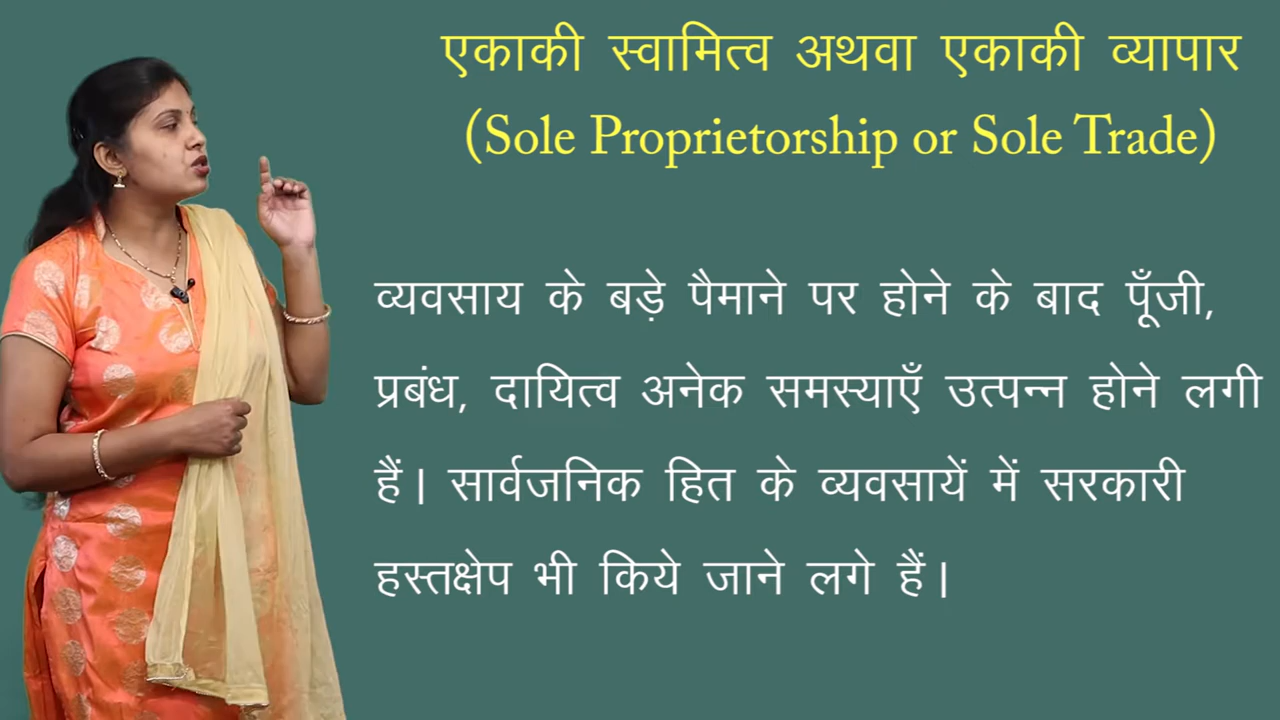 एकाकी स्वामित्व अथवा एकाकी व्यापार
(Sole Proprietorship or Sole Trade)
व्यवसाय के बड़े पैमाने पर होने के बाद पूँजी,
प्रबंध, दायित्व अनेक समस्याएँ उत्पन्न होने लगी
हैं। सार्वजनिक हित के व्यवसायें में सरकारी
हस्तक्षेप भी किये जाने लगे हैं।